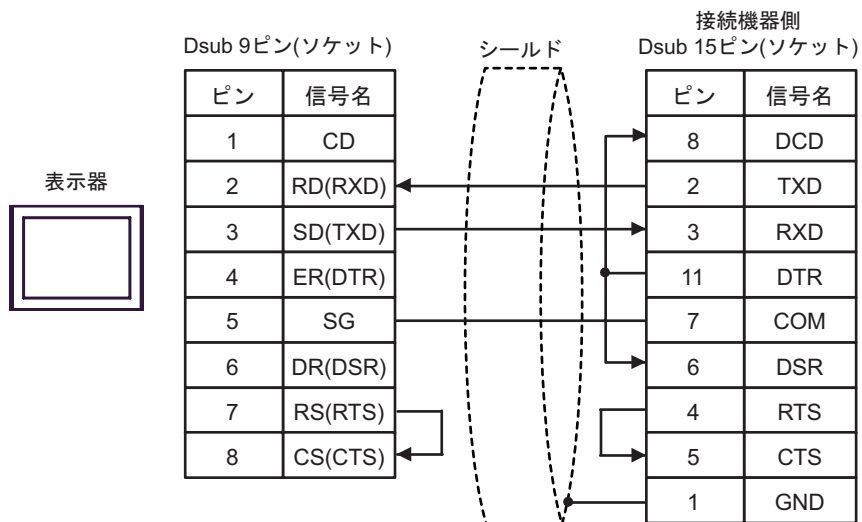 接続機器側
Dsub 9ピン(ソケット)
シールド
Dsub 15ピン(ソケット)
表示器
ピン 信号名
1 CD
2 RD(RXD)
3 SD(TXD)
4 ER(DTR)
5 SG
6 DR(DSR)
7 RS(RTS)
8 CS(CTS)
ピン 信号名
8 DCD
2 TXD
3 RXD
11 DTR
7 COM
6 DSR
4 RTS
5 CTS
1 GND